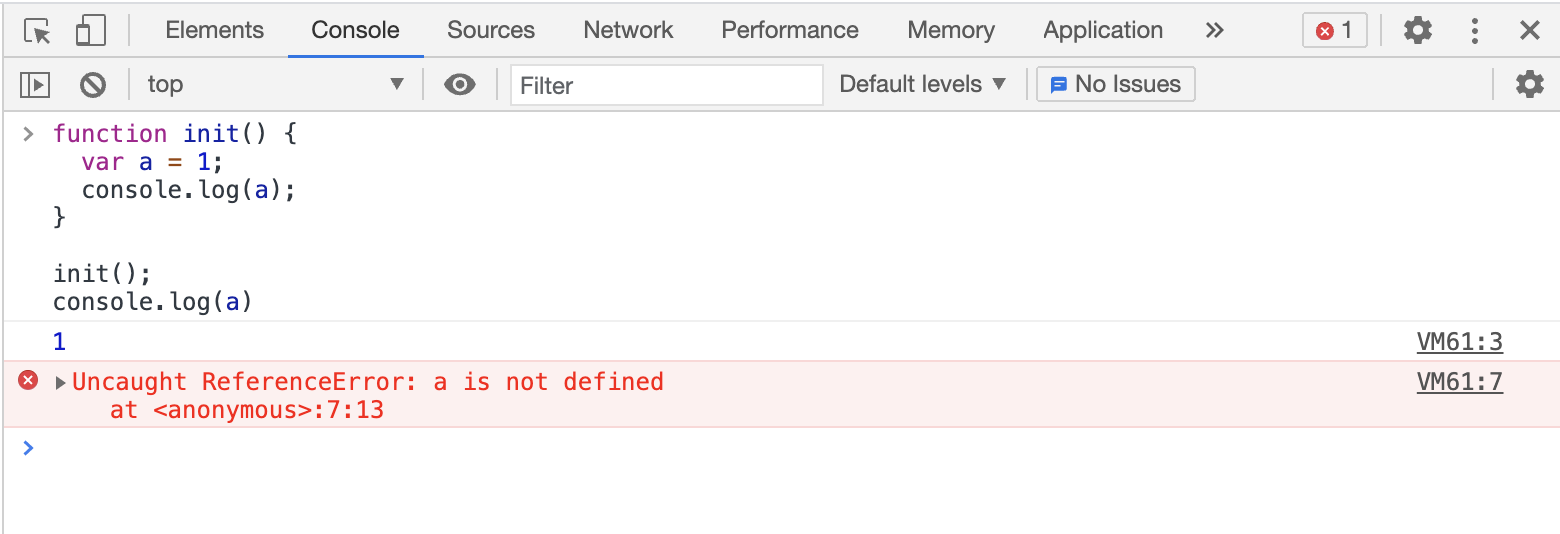 Elements Console Sources Network Performance Memory Application » 1
top Filter Default levels No Issues
function init() {
  var a = 1;
  console.log(a);
}
init();
console.log(a)
1 VM61:3
Uncaught ReferenceError: a is not defined VM61:7
at <anonymous>:7:13